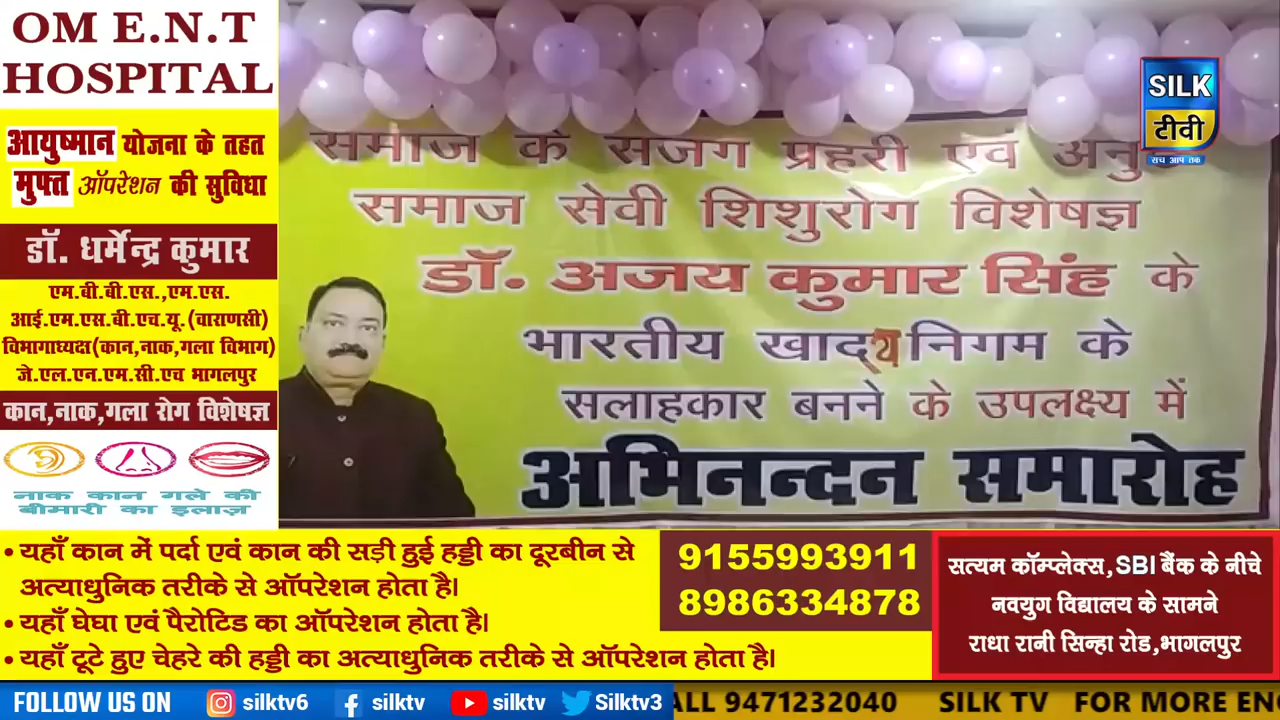 OM E.N.T
HOSPITAL
आयुष्मान योजना के तहत
मुफ्त ऑपरेशन की सुविधा
डॉ. धर्मेन्द्र कुमार
एम.बी.बी.एस.,एम.एस.
आई.एम.एस.बी.एच.यू.(वाराणसी)
विभागाध्यक्ष(कान,नाक,गला विभाग)
जे.एल.एन.एम.सी.एच भागलपुर
कान,नाक,गला रोग विशेषज्ञ
नाक कान गले की
बीमारी का इलाज़
समाज के सजग प्रहरी एवं
समाज सेवी शिशुरोग विशेषज्ञ
डॉ. अजय कुमार सिंह के
भारतीय खाद्य निगम के
सलाहकार बनने के उपलक्ष्य में
अभिनन्दन समारोह
SILK
टीवी
सच आप तक
• यहाँ कान में पर्दा एवं कान की सड़ी हुई हड्डी का दूरबीन से
अत्याधुनिक तरीके से ऑपरेशन होता है।
• यहाँ घेघा एवं पैरोटिड का ऑपरेशन होता है।
• यहाँ टूटे हुए चेहरे की हड्डी का अत्याधुनिक तरीके से ऑपरेशन होता है।
9155993911
8986334878
सत्यम कॉम्प्लेक्स,SBI बैंक के नीचे
नवयुग विद्यालय के सामने
राधा रानी सिन्हा रोड,भागलपुर
FOLLOW US ON silktv6 silktv silktv Silktv3 ALL 9471232040 SILK TV FOR MORE EN